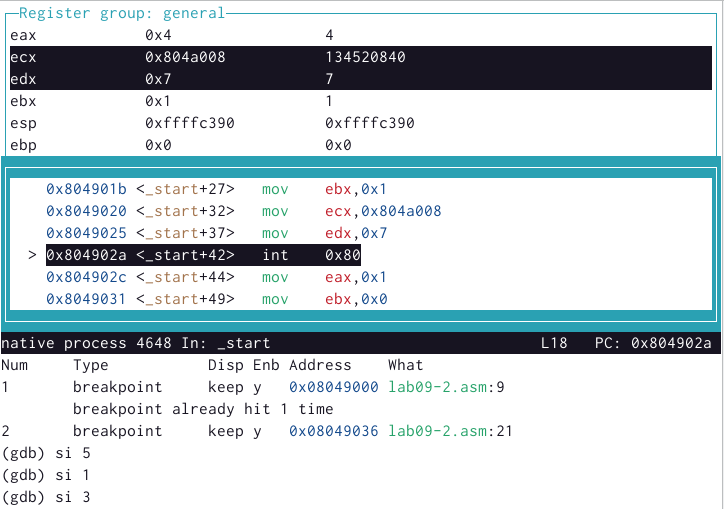 Register group: general
eax 0x4 4
ecx 0x804a008 134520840
edx 0x7 7
ebx 0x1 1
esp 0xffffc390 0xffffc390
ebp 0x0 0x0
0x804901b <_start+27> mov ebx,0x1
0x8049020 <_start+32> mov ecx,0x804a008
0x8049025 <_start+37> mov edx,0x7
> 0x804902a <_start+42> int 0x80
0x804902c <_start+44> mov eax,0x1
0x8049031 <_start+49> mov ebx,0x0
native process 4648 In: _start L18 PC: 0x804902a
Num Type Disp Enb Address What
1 breakpoint keep y 0x08049000 lab09-2.asm:9
breakpoint already hit 1 time
2 breakpoint keep y 0x08049036 lab09-2.asm:21
(gdb) si 5
(gdb) si 1
(gdb) si 3